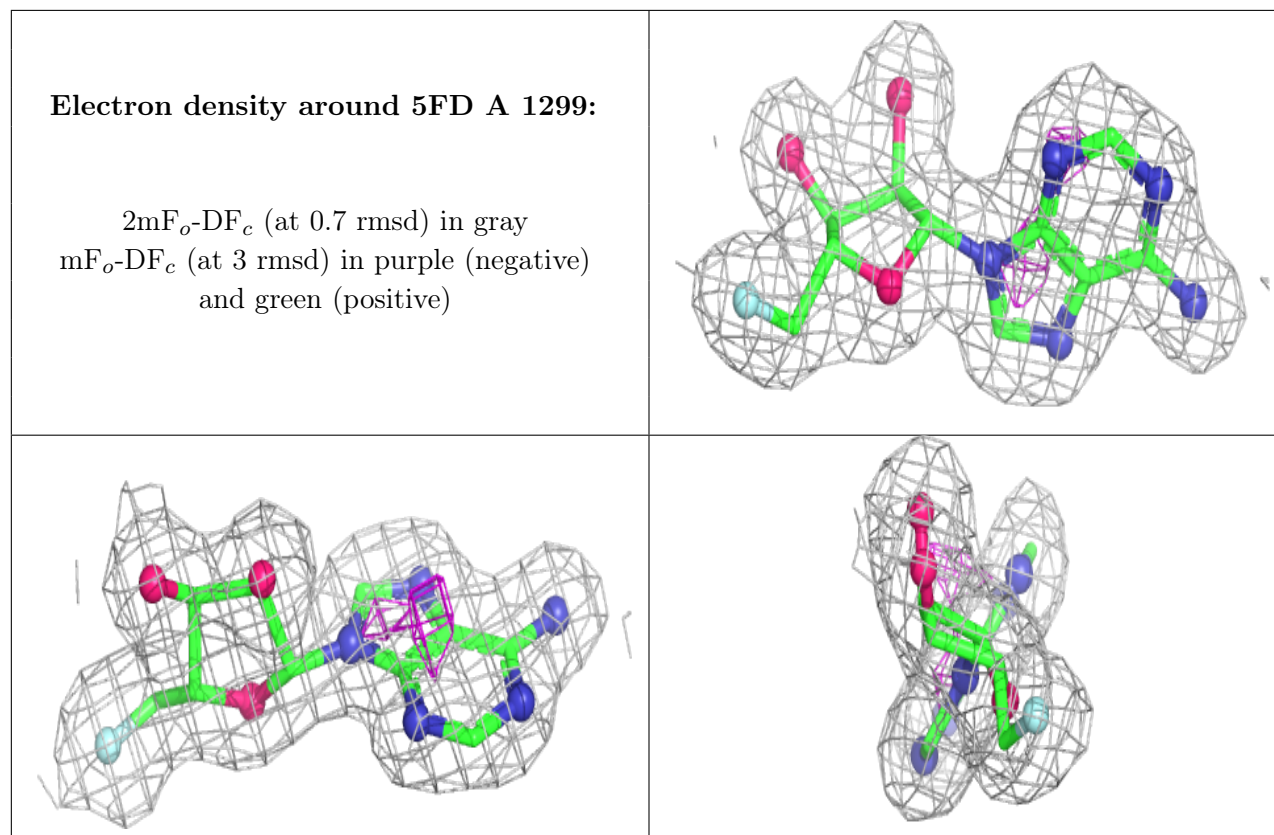 Electron density around 5FD A 1299:
2mFo-DFc (at 0.7 rmsd) in gray
mFo-DFc (at 3 rmsd) in purple (negative)
and green (positive)